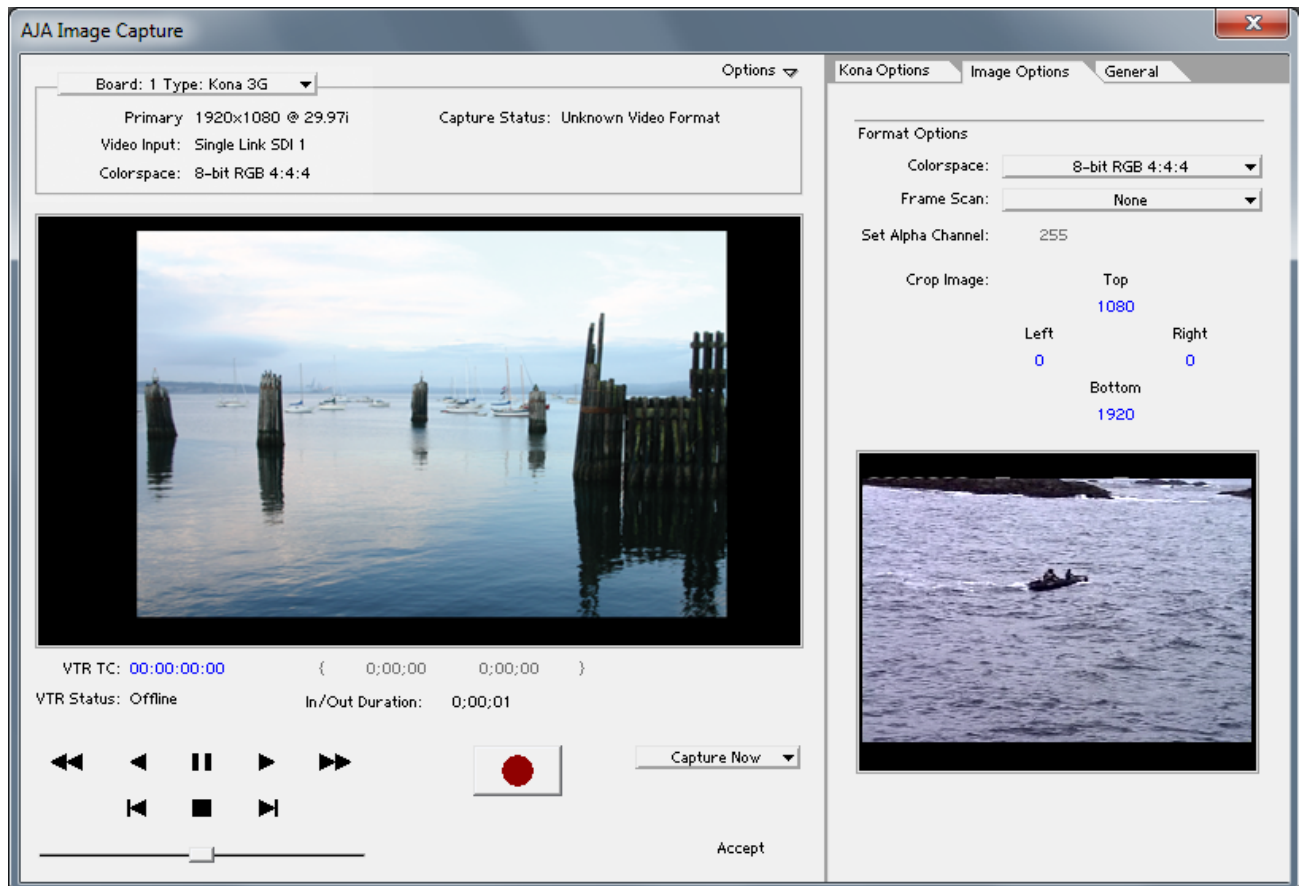 AJA Image Capture
Options
Board: 1 Type: Kona 3G
Primary 1920x1080 @ 29.97i
Capture Status: Unknown Video Format
Video Input: Single Link SDI 1
Colorspace: 8-bit RGB 4:4:4
VTR TC: 00:00:00:00 { 0;00;00 0;00;00 }
VTR Status: Offline
In/Out Duration: 0;00;01
Capture Now
Accept
Kona Options
Image Options
General
Format Options
Colorspace: 8-bit RGB 4:4:4
Frame Scan: None
Set Alpha Channel: 255
Crop Image: Top
1080
Left Right
0 0
Bottom
1920